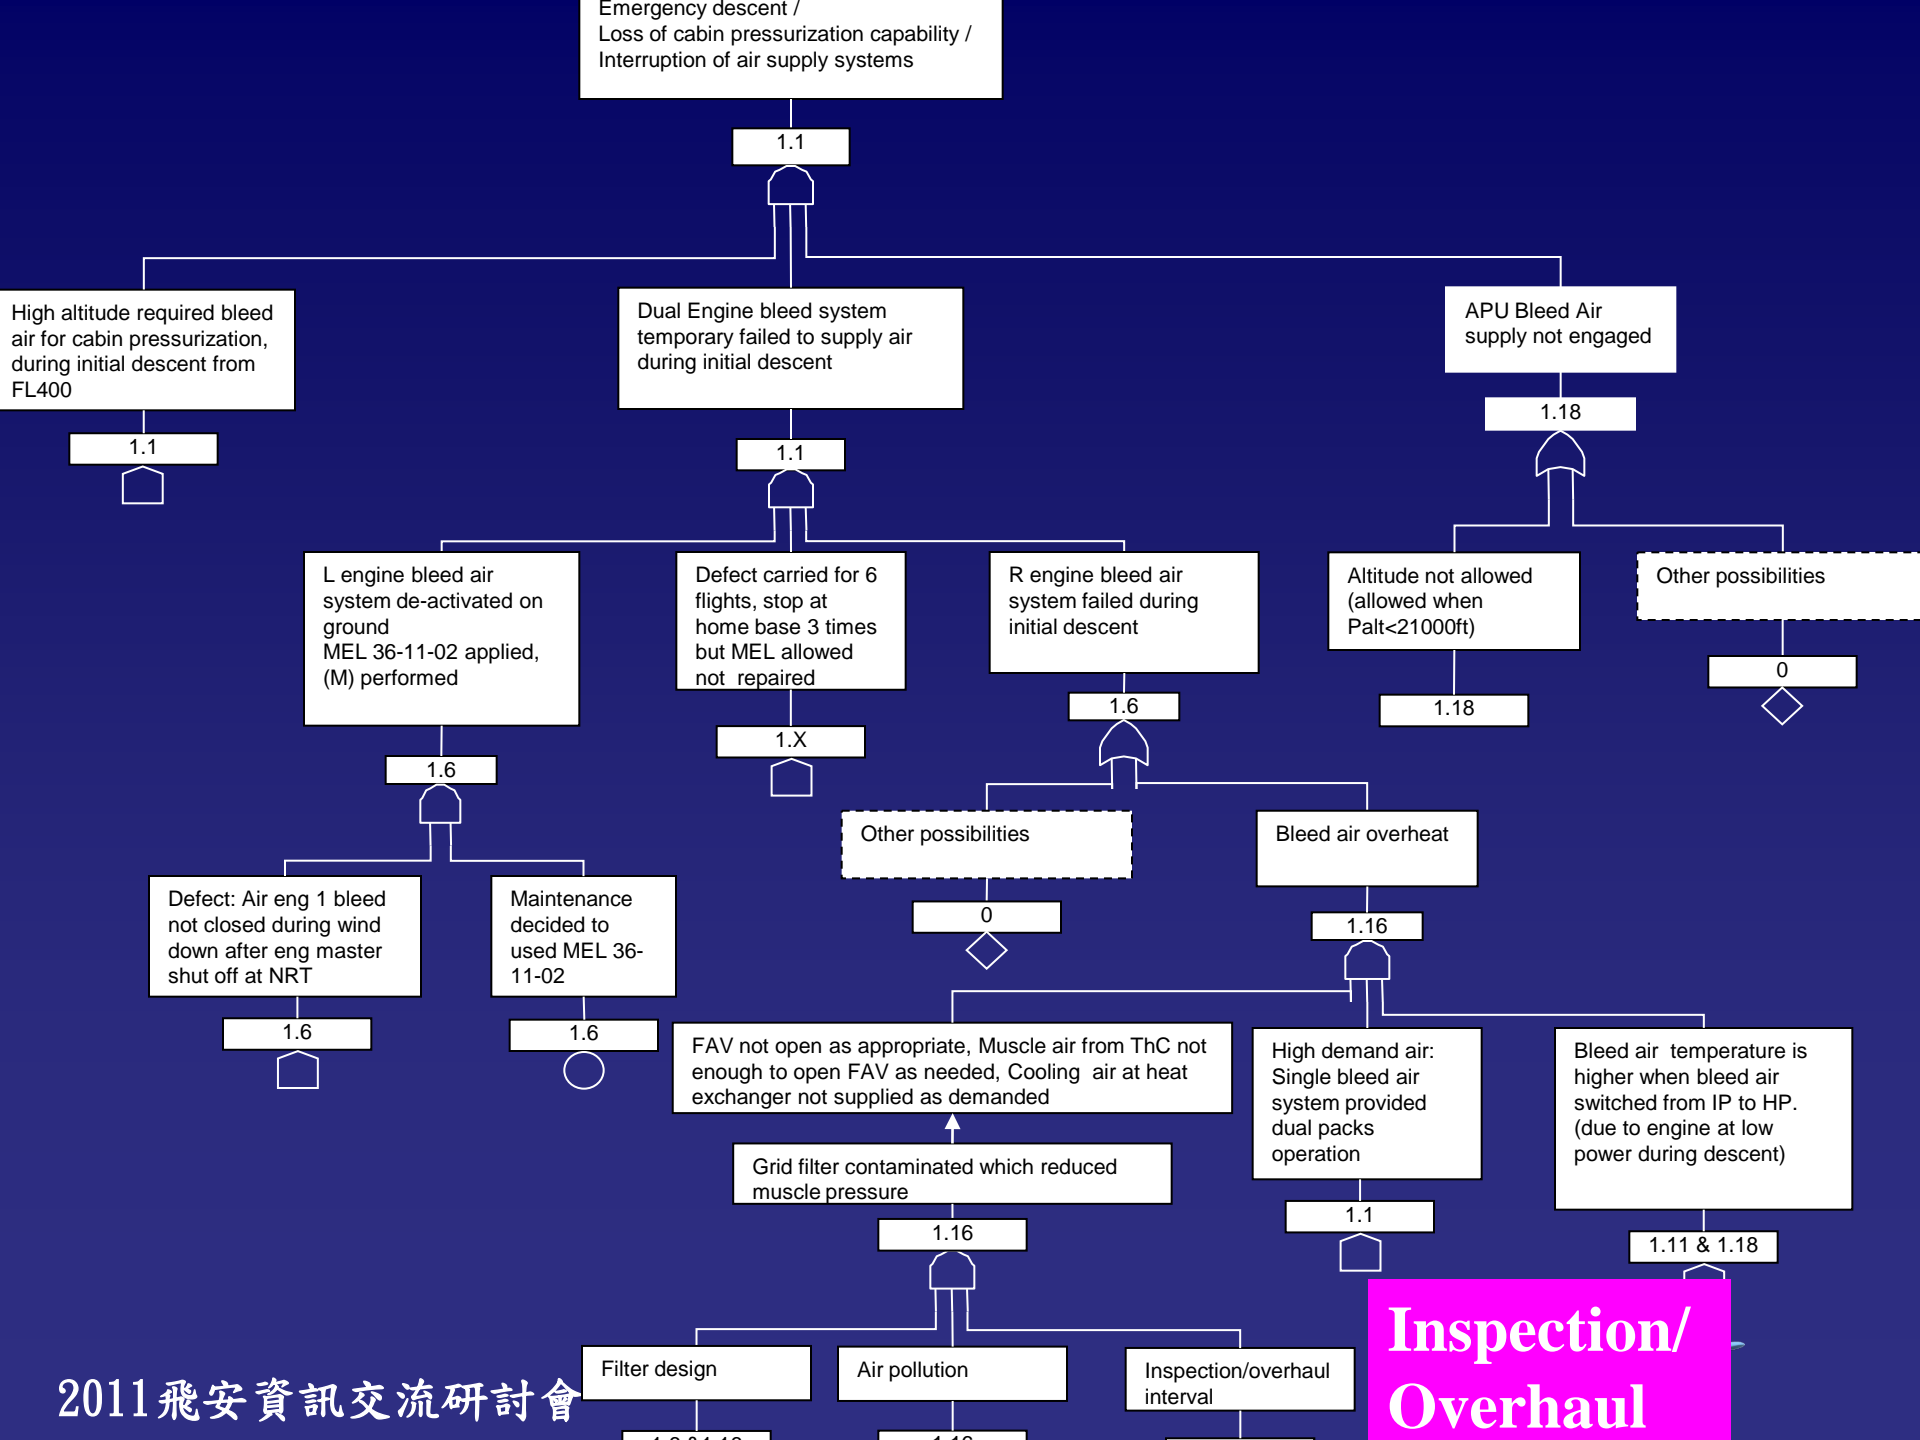 Emergency descent /
Loss of cabin pressurization capability /
Interruption of air supply systems
1.1
High altitude required bleed
air for cabin pressurization,
during initial descent from
FL400
1.1
Dual Engine bleed system
temporary failed to supply air
during initial descent
1.1
APU Bleed Air
supply not engaged
1.18
L engine bleed air
system de-activated on
ground
MEL 36-11-02 applied,
(M) performed
1.6
Defect carried for 6
flights, stop at
home base 3 times
but MEL allowed
not repaired
1.X
R engine bleed air
system failed during
initial descent
1.6
Altitude not allowed
(allowed when
Palt<21000ft)
1.18
Other possibilities
0
Other possibilities
0
Bleed air overheat
1.16
Defect: Air eng 1 bleed
not closed during wind
down after eng master
shut off at NRT
1.6
Maintenance
decided to
used MEL 36-
11-02
1.6
FAV not open as appropriate, Muscle air from ThC not
enough to open FAV as needed, Cooling air at heat
exchanger not supplied as demanded
Grid filter contaminated which reduced
muscle pressure
1.16
High demand air:
Single bleed air
system provided
dual packs
operation
1.1
Bleed air temperature is
higher when bleed air
switched from IP to HP.
(due to engine at low
power during descent)
1.11 & 1.18
Filter design
Air pollution
Inspection/overhaul
interval
Inspection/
Overhaul
2011飛安資訊交流研討會